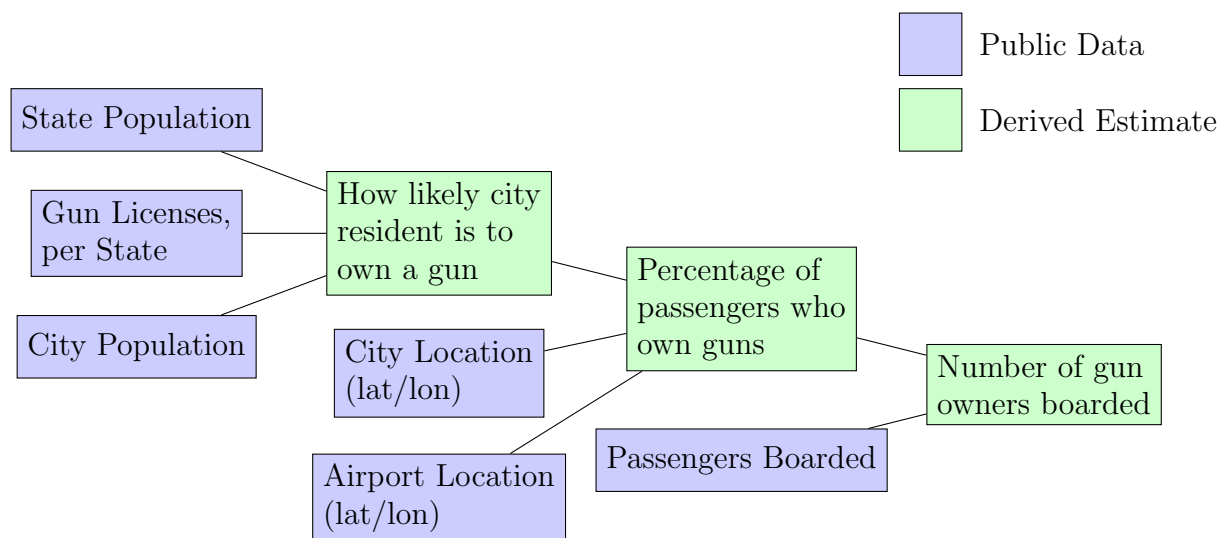 Public Data
Derived Estimate
State Population
Gun Licenses,
per State
City Population
How likely city
resident is to
own a gun
City Location
(lat/lon)
Airport Location
(lat/lon)
Percentage of
passengers who
own guns
Passengers Boarded
Number of gun
owners boarded